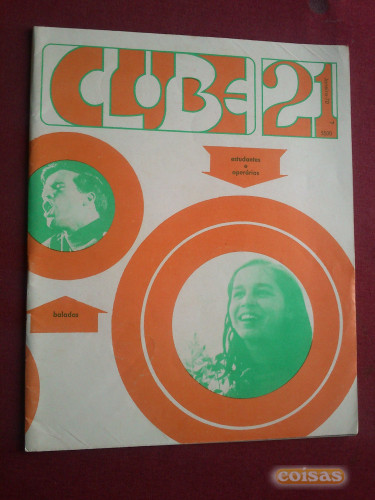 CLUBE 21
estudantes
e
operários
baladas
coisas